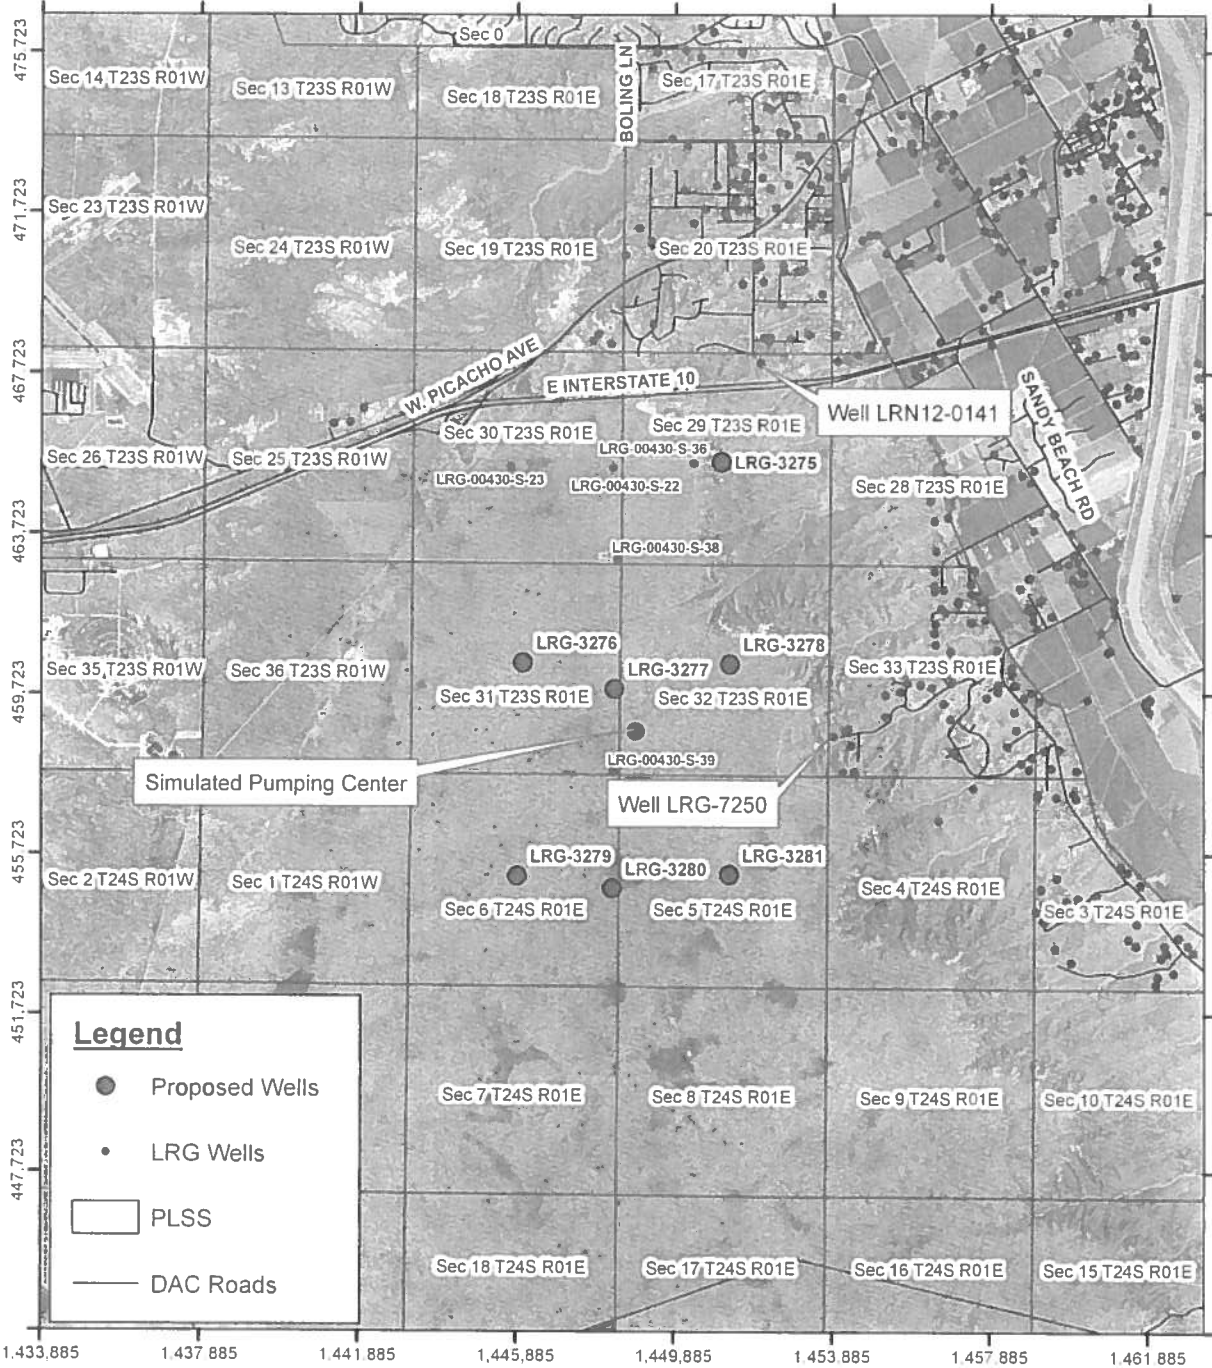 Sec 0
475,723
Sec 14 T23S R01W
Sec 13 T23S R01W
Sec 18 T23S R01E
BOLING LN
Sec 17 T23S R01E
471,723
Sec 23 T23S R01W
Sec 24 T23S R01W
Sec 19 T23S R01E
Sec 20 T23S R01E
467,723
W. PICACHO AVE
E INTERSTATE 10
Well LRN12-0141
SANDY BEACH RD
Sec 26 T23S R01W
Sec 25 T23S R01W
Sec 30 T23S R01E
Sec 29 T23S R01E
LRG-00430-S-36
LRG-3275
LRG-00430-S-23
LRG-00430-S-22
Sec 28 T23S R01E
463,723
LRG-00430-S-38
LRG-3276
LRG-3278
LRG-3277
459,723
Sec 35 T23S R01W
Sec 36 T23S R01W
Sec 31 T23S R01E
Sec 32 T23S R01E
Sec 33 T23S R01E
LRG-00430-S-39
Simulated Pumping Center
Well LRG-7250
455,723
LRG-3279
LRG-3280
LRG-3281
Sec 2 T24S R01W
Sec 1 T24S R01W
Sec 6 T24S R01E
Sec 5 T24S R01E
Sec 4 T24S R01E
Sec 3 T24S R01E
451,723
Legend
Proposed Wells
LRG Wells
PLSS
DAC Roads
Sec 7 T24S R01E
Sec 8 T24S R01E
Sec 9 T24S R01E
Sec 10 T24S R01E
447,723
Sec 18 T24S R01E
Sec 17 T24S R01E
Sec 16 T24S R01E
Sec 15 T24S R01E
1,433,885
1,437,885
1,441,885
1,445,885
1,449,885
1,453,885
1,457,885
1,461,885